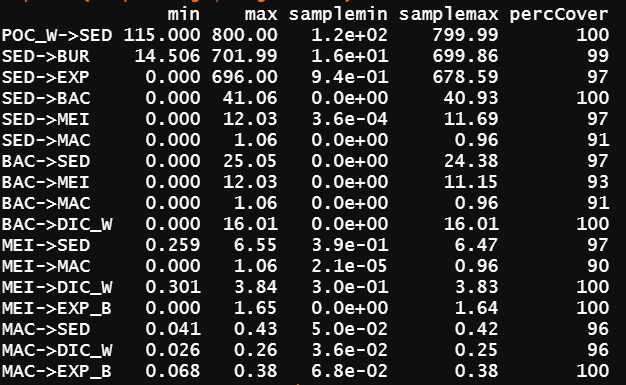 min max samplemin samplemax percCover
POC_W->SED 115.000 800.00 1.2e+02 799.99 100
SED->BUR 14.506 701.99 1.6e+01 699.86 99
SED->EXP 0.000 696.00 9.4e-01 678.59 97
SED->BAC 0.000 41.06 0.0e+00 40.93 100
SED->MEI 0.000 12.03 3.6e-04 11.69 97
SED->MAC 0.000 1.06 0.0e+00 0.96 91
BAC->SED 0.000 25.05 0.0e+00 24.38 97
BAC->MEI 0.000 12.03 0.0e+00 11.15 93
BAC->MAC 0.000 1.06 0.0e+00 0.96 91
BAC->DIC_W 0.000 16.01 0.0e+00 16.01 100
MEI->SED 0.259 6.55 3.9e-01 6.47 97
MEI->MAC 0.000 1.06 2.1e-05 0.96 90
MEI->DIC_W 0.301 3.84 3.0e-01 3.83 100
MEI->EXP_B 0.000 1.65 0.0e+00 1.64 100
MAC->SED 0.041 0.43 5.0e-02 0.42 96
MAC->DIC_W 0.026 0.26 3.6e-02 0.25 96
MAC->EXP_B 0.068 0.38 6.8e-02 0.38 100